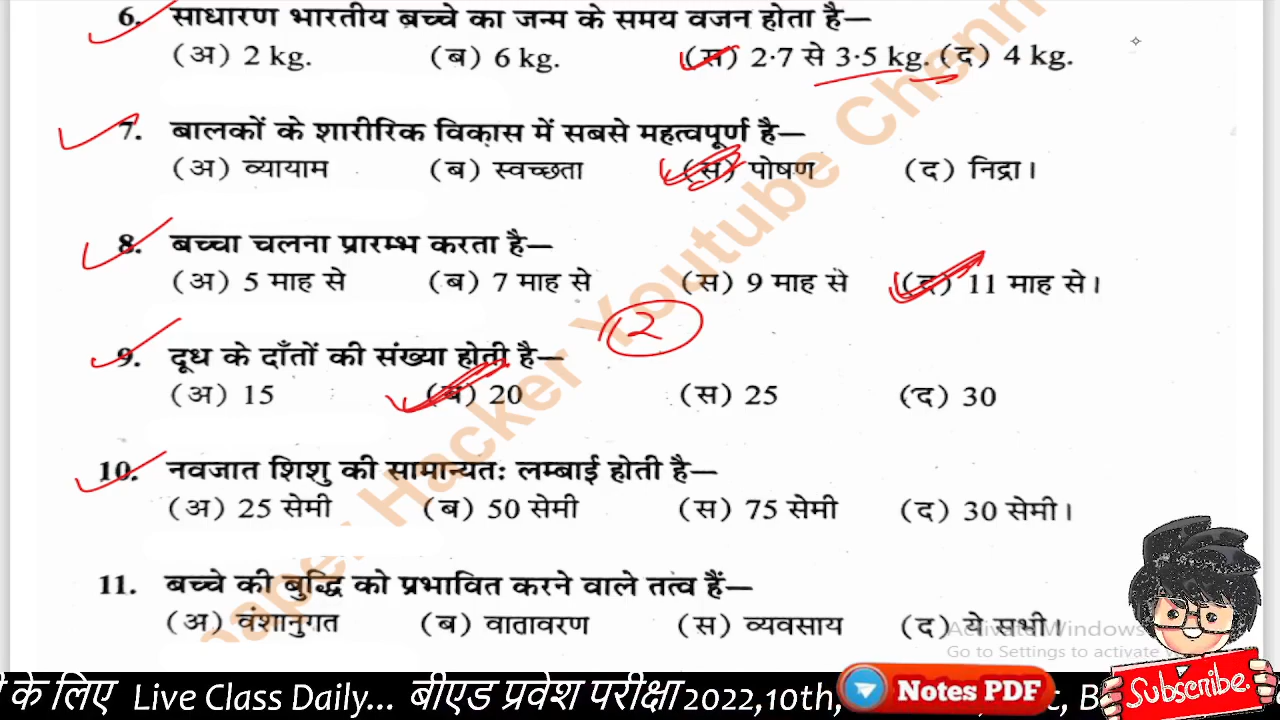 6. साधारण भारतीय बच्चे का जन्म के समय वजन होता है—
(अ) 2 kg. (ब) 6 kg. (स) 2·7 से 3·5 kg. (द) 4 kg.
7. बालकों के शारीरिक विकास में सबसे महत्वपूर्ण है—
(अ) व्यायाम (ब) स्वच्छता (स) पोषण (द) निद्रा।
8. बच्चा चलना प्रारम्भ करता है—
(अ) 5 माह से (ब) 7 माह से (स) 9 माह से (द) 11 माह से।
12
9. दूध के दाँतों की संख्या होती है—
(अ) 15 (ब) 20 (स) 25 (द) 30
10. नवजात शिशु की सामान्यतः लम्बाई होती है—
(अ) 25 सेमी (ब) 50 सेमी (स) 75 सेमी (द) 30 सेमी।
11. बच्चे की बुद्धि को प्रभावित करने वाले तत्व हैं—
(अ) वंशानुगत (ब) वातावरण (स) व्यवसाय (द) ये सभी
aper Hacker Youtube Chenn
Activate Windows
Go to Settings to activate
के लिए Live Class Daily... बीएड प्रवेश परीक्षा 2022,10th,
Notes PDF
Subscribe.